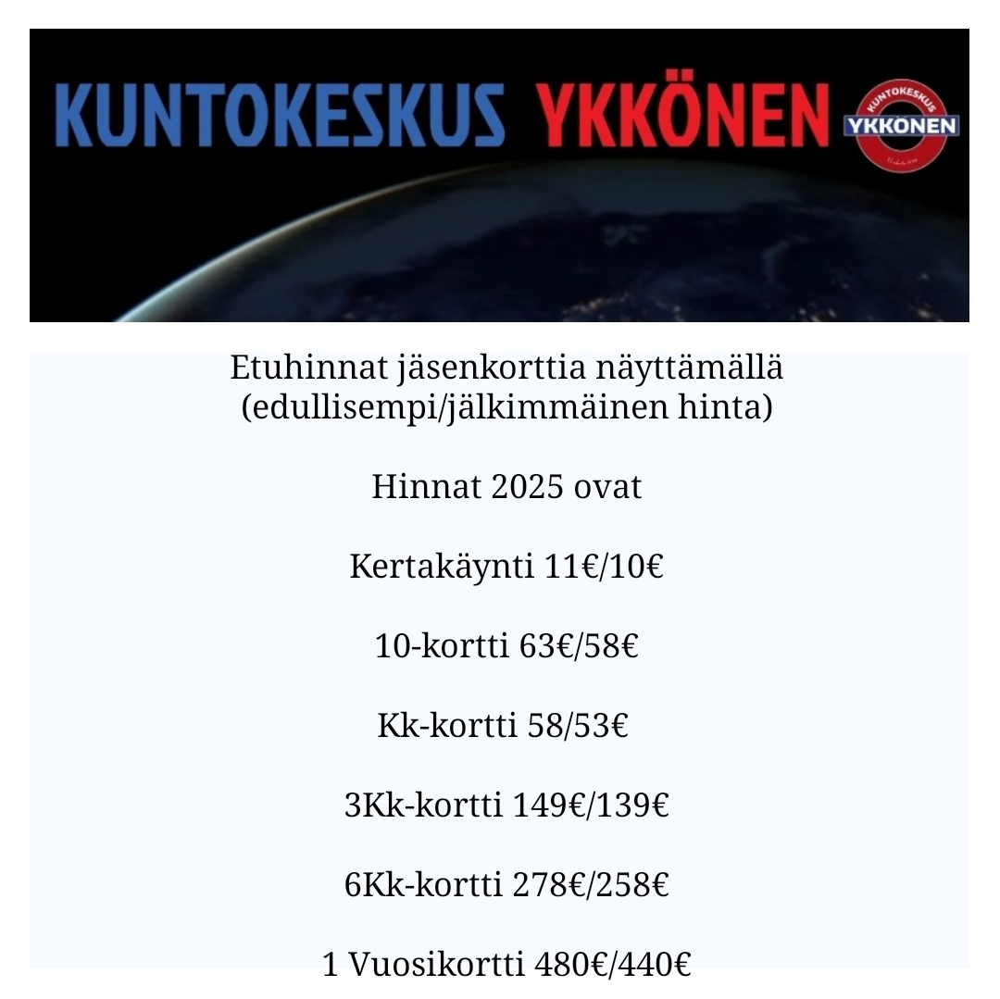 KUNTOKESKUS YKKÖNEN
KUNTOKESKUS
YKKÖNEN
Etuhinnat jäsenkorttia näyttämällä
(edullisempi/jälkimmäinen hinta)
Hinnat 2025 ovat
Kertakäynti 11€/10€
10-kortti 63€/58€
Kk-kortti 58/53€
3Kk-kortti 149€/139€
6Kk-kortti 278€/258€
1 Vuosikortti 480€/440€